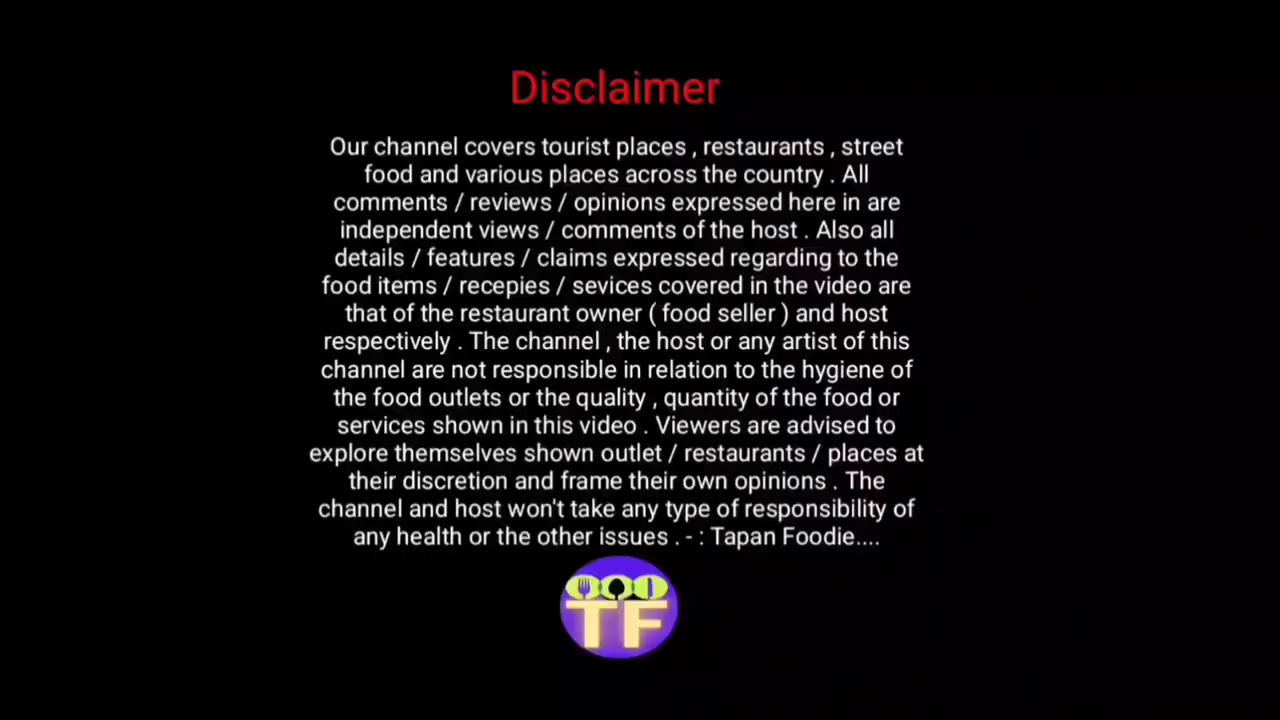 Disclaimer
Our channel covers tourist places , restaurants , street
food and various places across the country . All
comments / reviews / opinions expressed here in are
independent views / comments of the host . Also all
details / features / claims expressed regarding to the
food items / recepies / sevices covered in the video are
that of the restaurant owner ( food seller ) and host
respectively . The channel , the host or any artist of this
channel are not responsible in relation to the hygiene of
the food outlets or the quality , quantity of the food or
services shown in this video . Viewers are advised to
explore themselves shown outlet / restaurants / places at
their discretion and frame their own opinions . The
channel and host won't take any type of responsibility of
any health or the other issues . - : Tapan Foodie....
TF